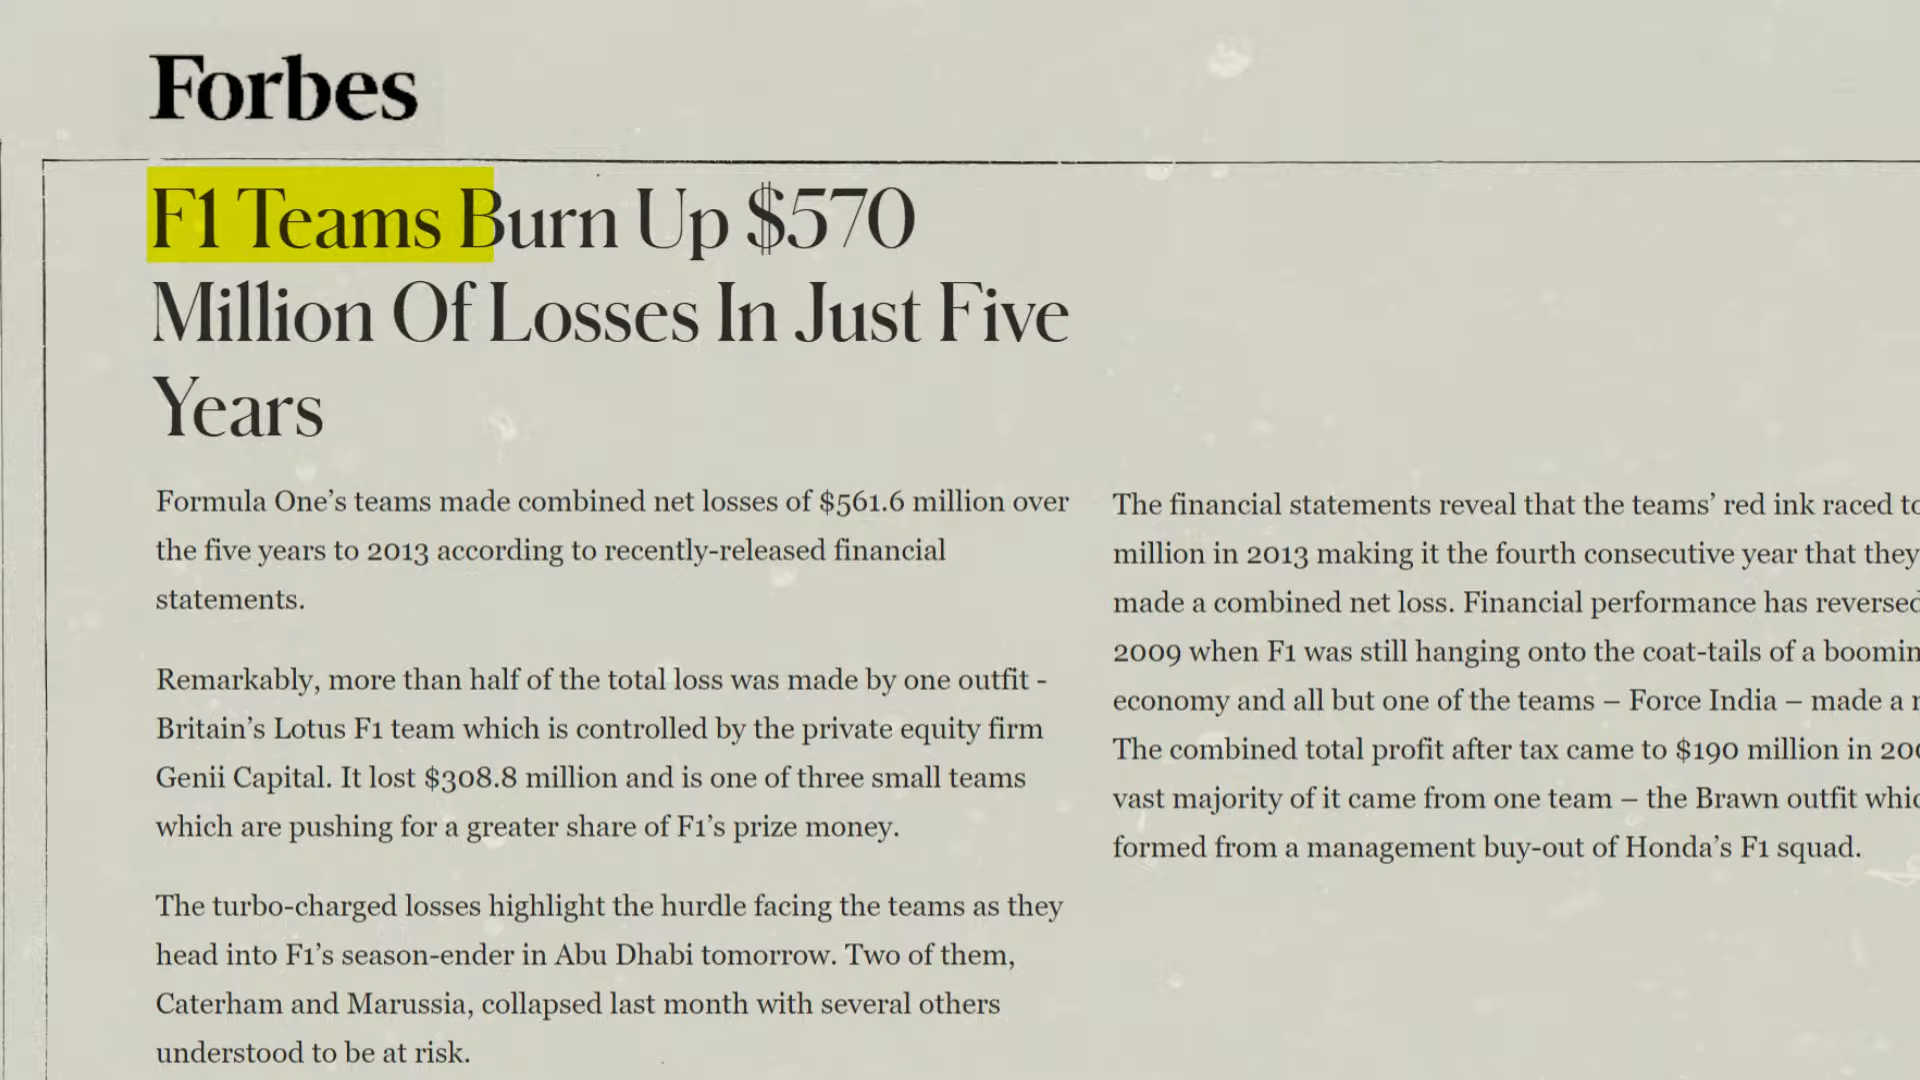 Forbes
F1 Teams Burn Up $570
Million Of Losses In Just Five
Years
Formula One’s teams made combined net losses of $561.6 million over
the five years to 2013 according to recently-released financial
statements.
Remarkably, more than half of the total loss was made by one outfit -
Britain’s Lotus F1 team which is controlled by the private equity firm
Genii Capital. It lost $308.8 million and is one of three small teams
which are pushing for a greater share of F1’s prize money.
The turbo-charged losses highlight the hurdle facing the teams as they
head into F1’s season-ender in Abu Dhabi tomorrow. Two of them,
Caterham and Marussia, collapsed last month with several others
understood to be at risk.
The financial statements reveal that the teams’ red ink raced
million in 2013 making it the fourth consecutive year that they
made a combined net loss. Financial performance has reversed
2009 when F1 was still hanging onto the coat-tails of a
economy and all but one of the teams – Force India – made a
The combined total profit after tax came to $190 million in
vast majority of it came from one team – the Brawn outfit
formed from a management buy-out of Honda’s F1 squad.